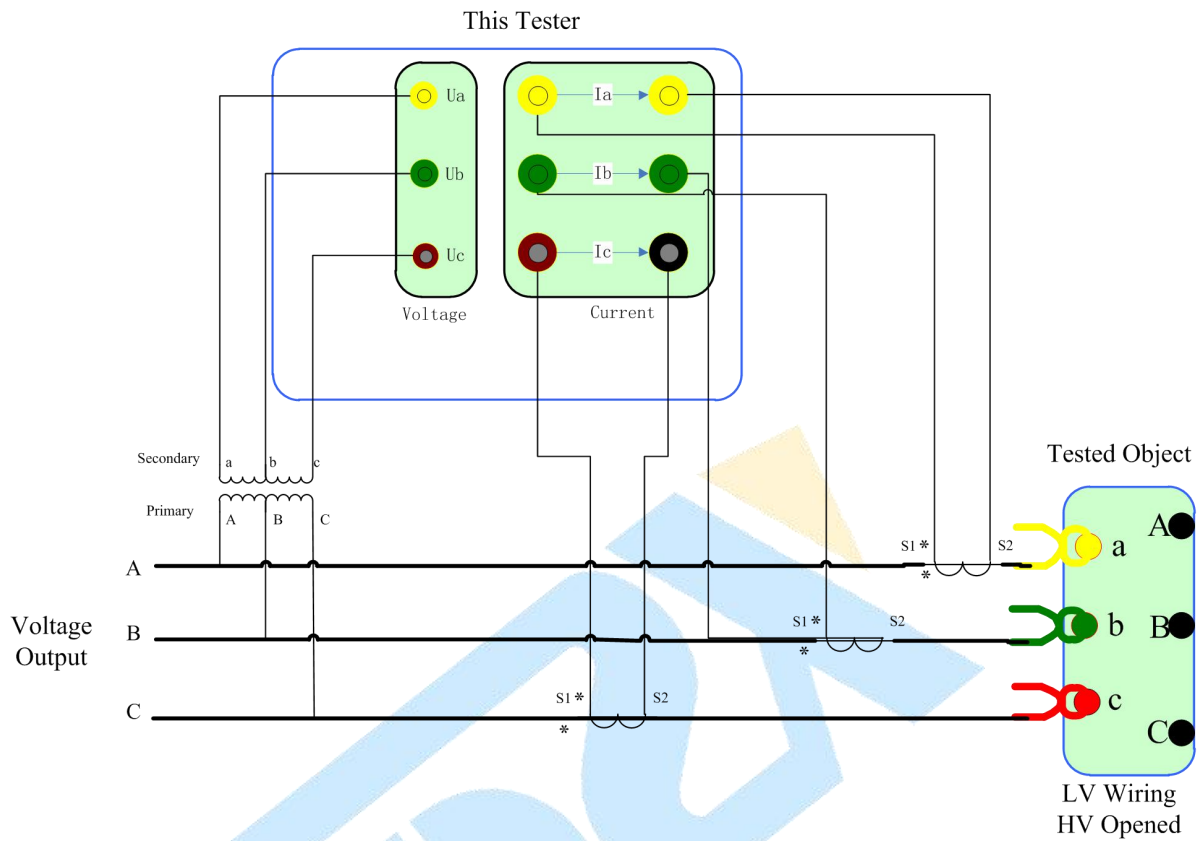 This Tester
Ua
Ia
Ub
Ib
Uc
Ic
Voltage
Current
Secondary
a
b
c
Primary
A
B
C
Tested Object
A
S1 *
S2
*
a
A
Voltage
Output
B
S1 *
S2
*
b
B
C
S1 *
S2
*
c
C
LV Wiring
HV Opened